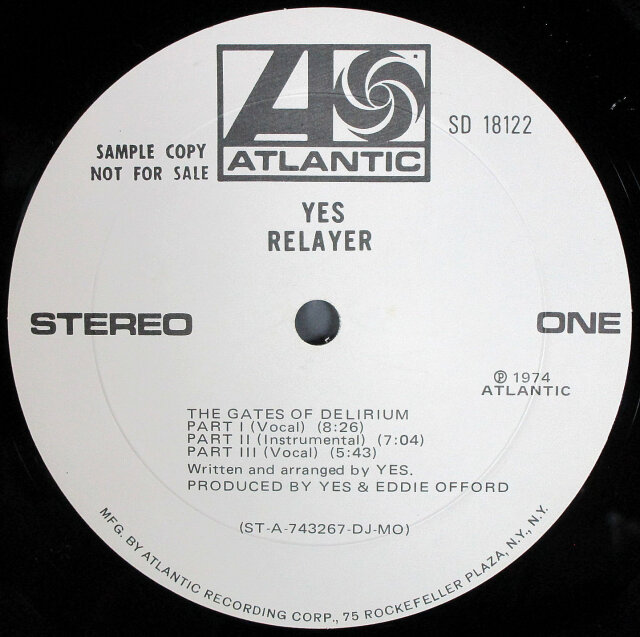 ATLANTIC
SD 18122
SAMPLE COPY
NOT FOR SALE
YES
RELAYER
STEREO
ONE
℗ 1974
ATLANTIC
THE GATES OF DELIRIUM
PART I (Vocal) (8:26)
PART II (Instrumental) (7:04)
PART III (Vocal) (5:43)
Written and arranged by YES.
PRODUCED BY YES & EDDIE OFFORD
(ST-A-743267-DJ-MO)
MFG. BY ATLANTIC RECORDING CORP., 75 ROCKEFELLER PLAZA, N.Y., N.Y.